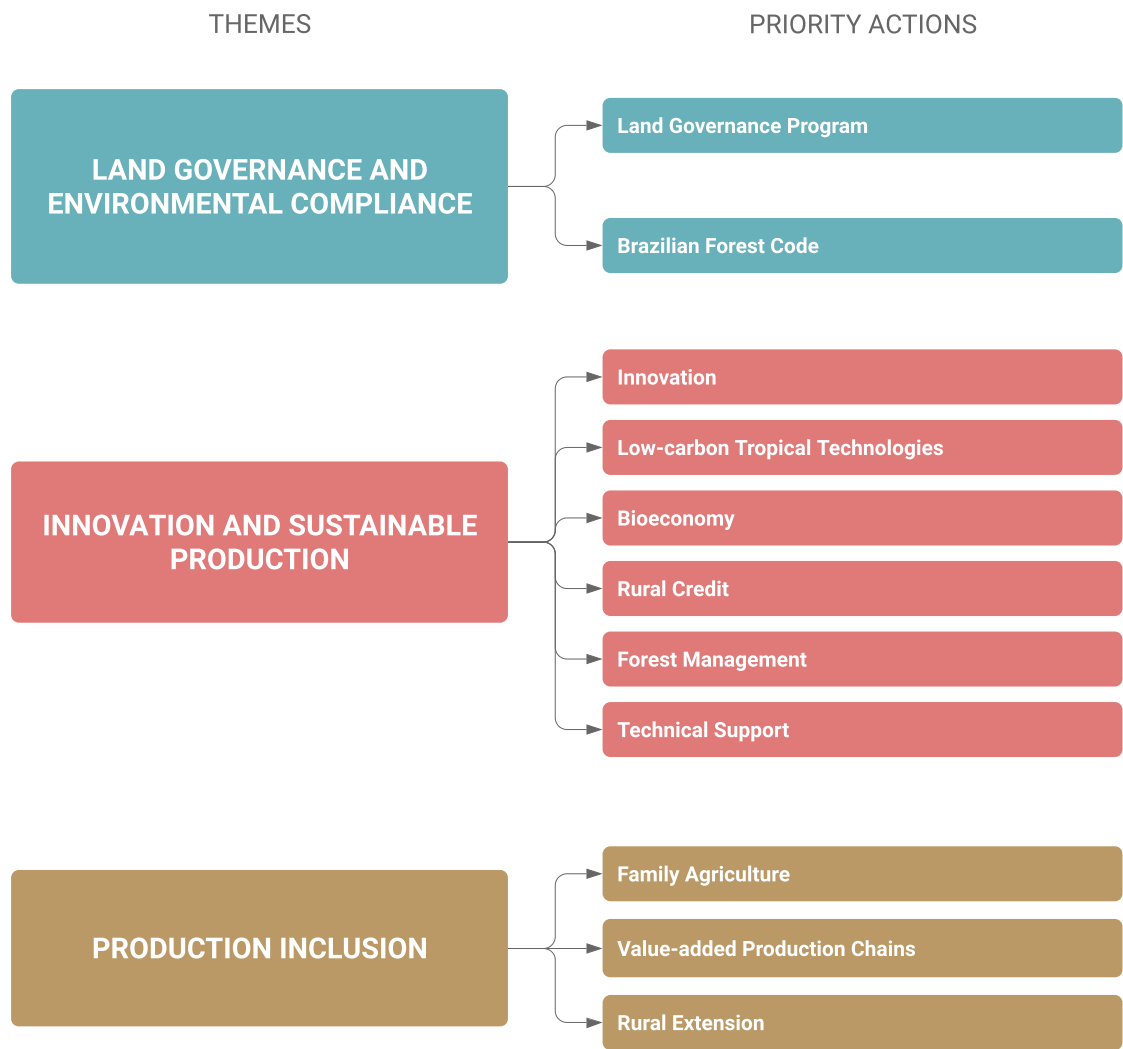 THEMES
PRIORITY ACTIONS
LAND GOVERNANCE AND
ENVIRONMENTAL COMPLIANCE
Land Governance Program
Brazilian Forest Code
INNOVATION AND SUSTAINABLE
PRODUCTION
Innovation
Low-carbon Tropical Technologies
Bioeconomy
Rural Credit
Forest Management
Technical Support
PRODUCTION INCLUSION
Family Agriculture
Value-added Production Chains
Rural Extension